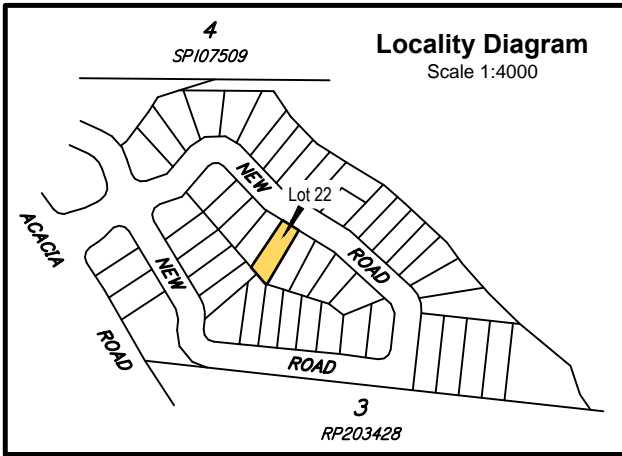 4
SP107509
Locality Diagram
Scale 1:4000
NEW
Lot 22
ACACIA
ROAD
NEW
ROAD
ROAD
3
RP203428